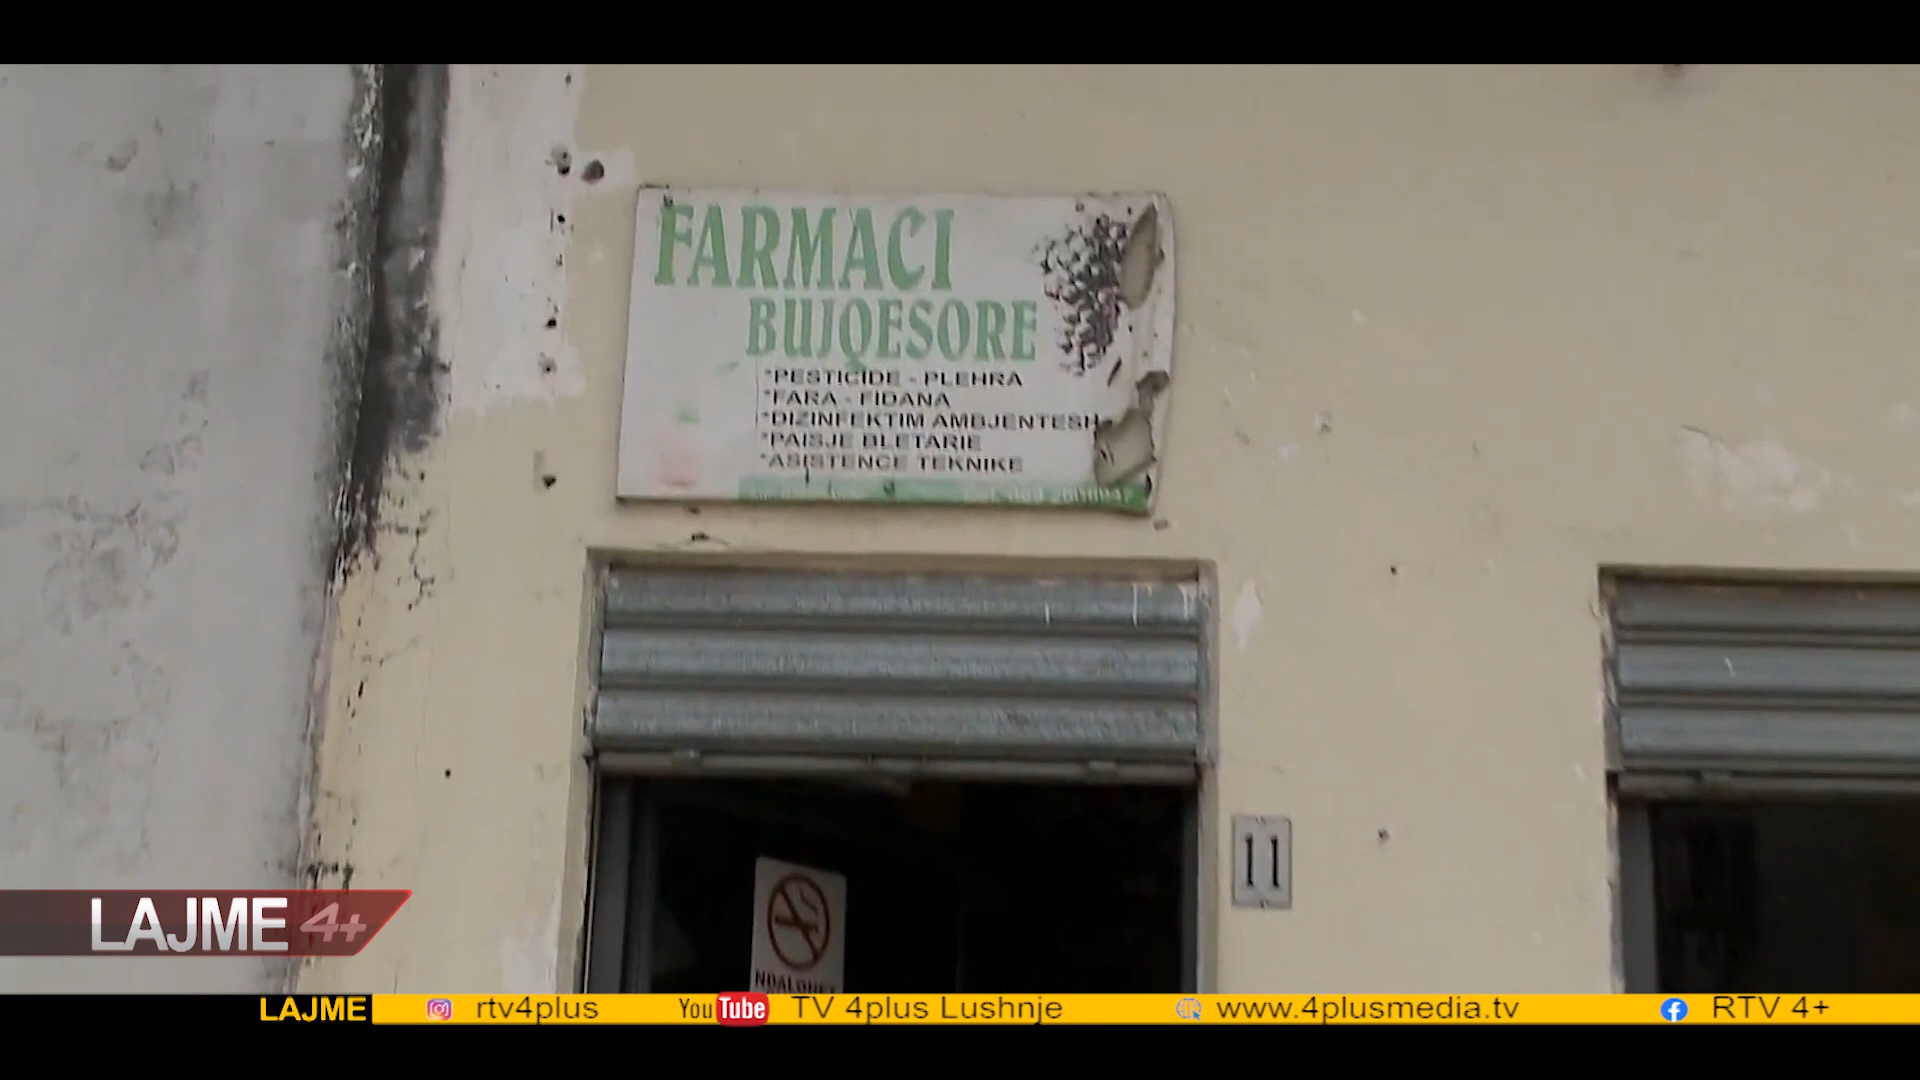 FARMACI
BUJQESORE
*PESTICIDE - PLEHRA
*FARA - FIDANA
*DIZINFEKTIM AMBJENTESH
*PAISJE BLETARIE
*ASISTENCE TEKNIKE
11
NDALOHET
LAJME 4+
LAJME rtv4plus YouTube TV 4plus Lushnje www.4plusmedia.tv RTV 4+